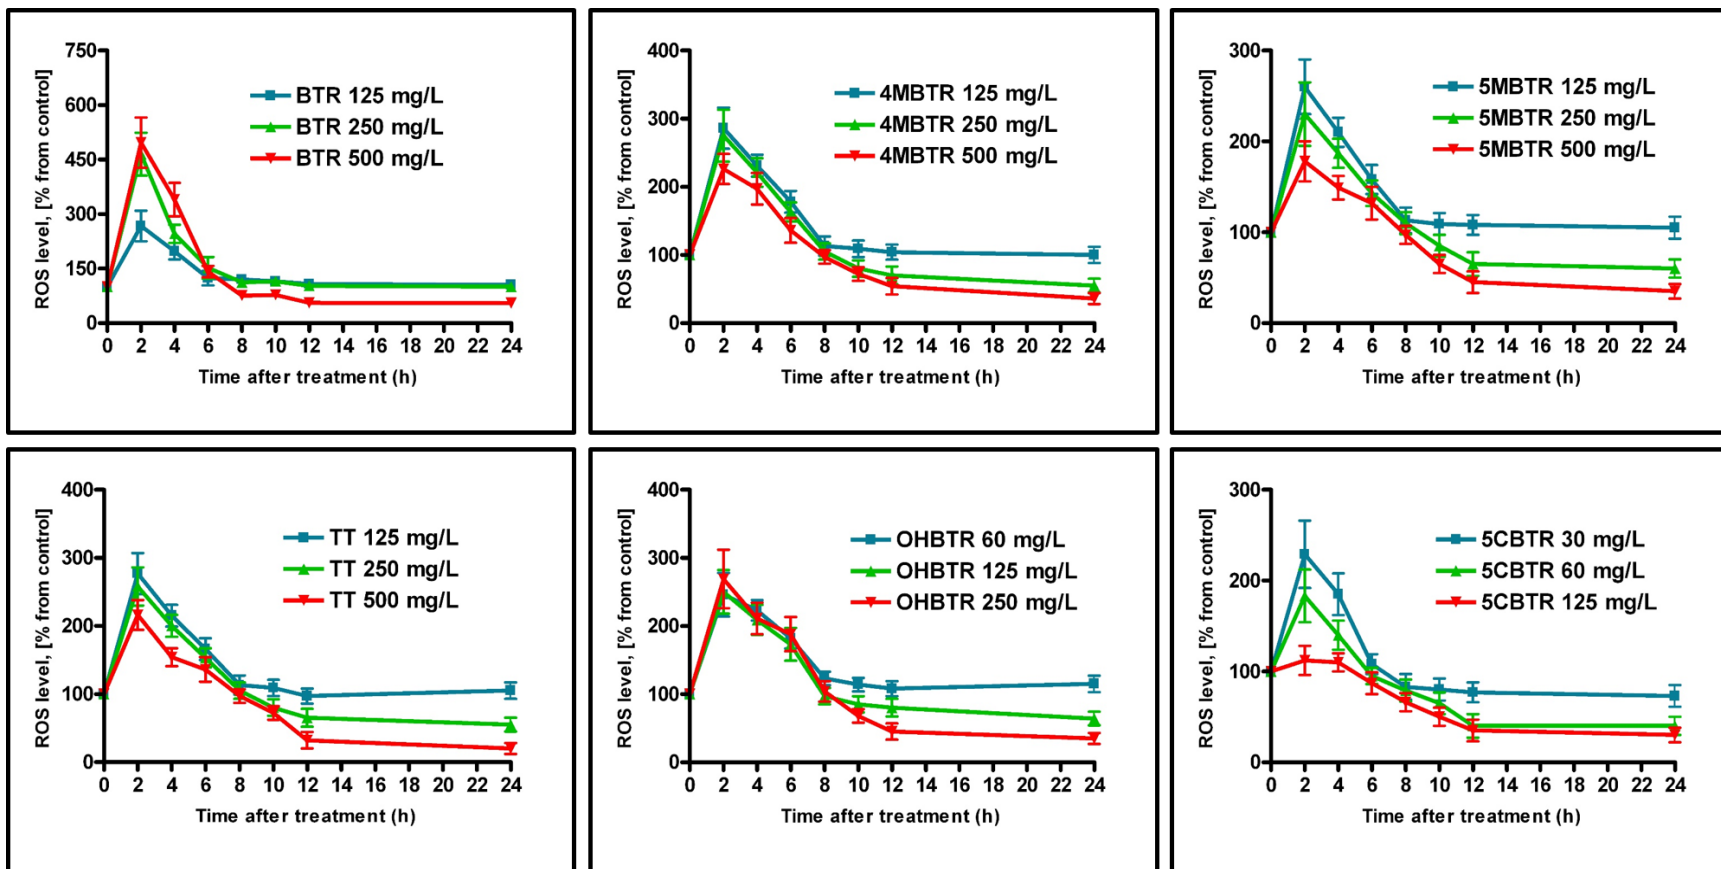 ROS level, [% from control]
750
600
450
300
150
0
BTR 125 mg/L
BTR 250 mg/L
BTR 500 mg/L
0 2 4 6 8 10 12 14 16 18 20 22 24
Time after treatment (h)
ROS level, [% from control]
400
300
200
100
0
4MBTR 125 mg/L
4MBTR 250 mg/L
4MBTR 500 mg/L
0 2 4 6 8 10 12 14 16 18 20 22 24
Time after treatment (h)
ROS level, [% from control]
300
200
100
0
5MBTR 125 mg/L
5MBTR 250 mg/L
5MBTR 500 mg/L
0 2 4 6 8 10 12 14 16 18 20 22 24
Time after treatment (h)
ROS level, [% from control]
400
300
200
100
0
TT 125 mg/L
TT 250 mg/L
TT 500 mg/L
0 2 4 6 8 10 12 14 16 18 20 22 24
Time after treatment (h)
ROS level, [% from control]
400
300
200
100
0
OHBTR 60 mg/L
OHBTR 125 mg/L
OHBTR 250 mg/L
0 2 4 6 8 10 12 14 16 18 20 22 24
Time after treatment (h)
ROS level, [% from control]
300
200
100
0
5CBTR 30 mg/L
5CBTR 60 mg/L
5CBTR 125 mg/L
0 2 4 6 8 10 12 14 16 18 20 22 24
Time after treatment (h)